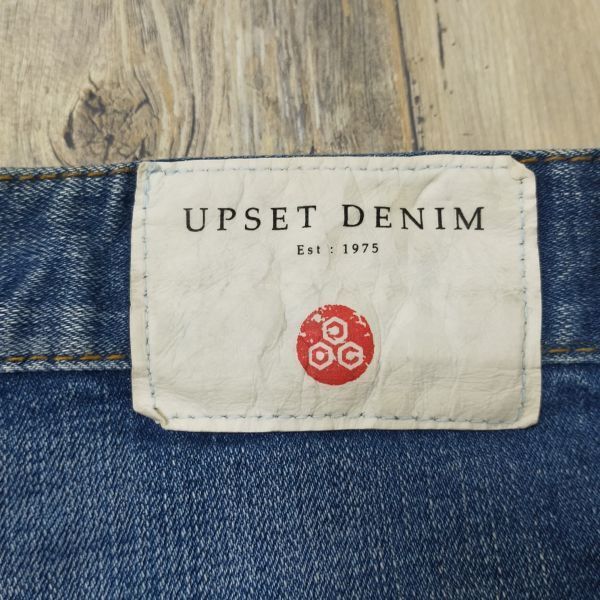 UPSET DENIM
Est : 1975